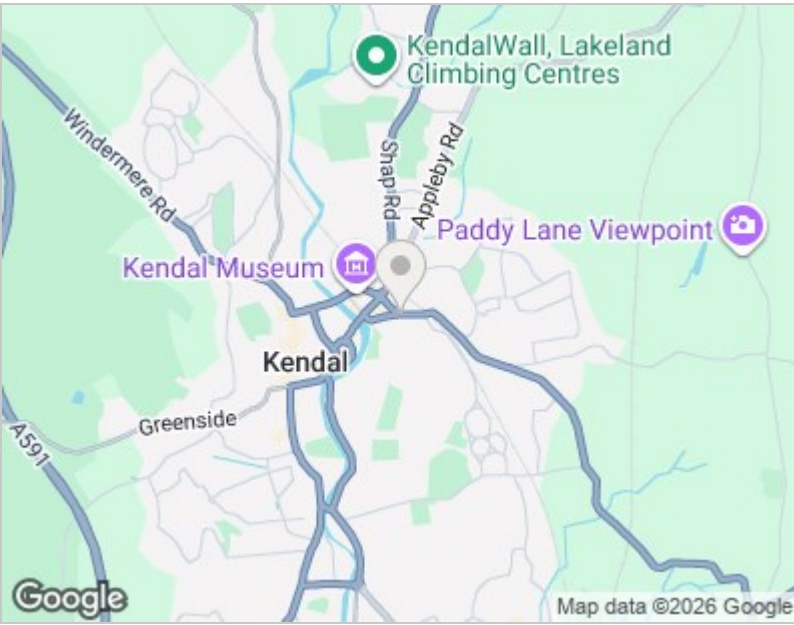 KendalWall, Lakeland
Climbing Centres
Windermere Rd
Shap Rd
Appleby Rd
Paddy Lane Viewpoint
Kendal Museum
Kendal
Greenside
A591
Google
Map data ©2026 Google